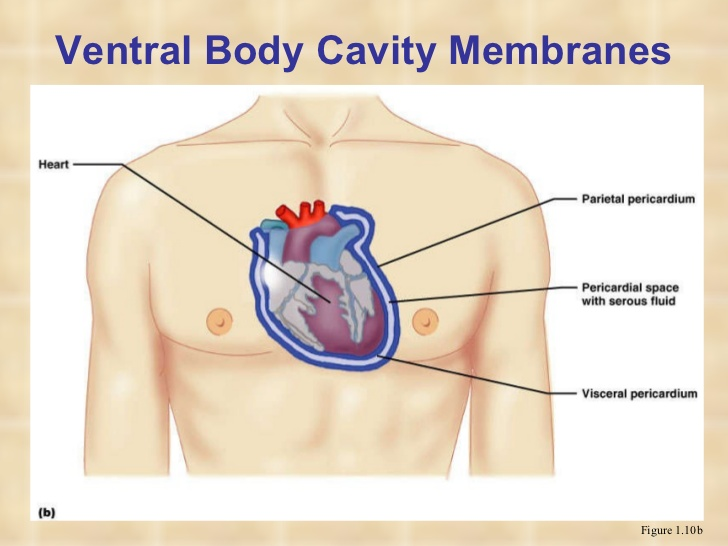 Ventral Body Cavity Membranes
Heart
Parietal pericardium
Pericardial space
with serous fluid
Visceral pericardium
(b)
Figure 1.10b